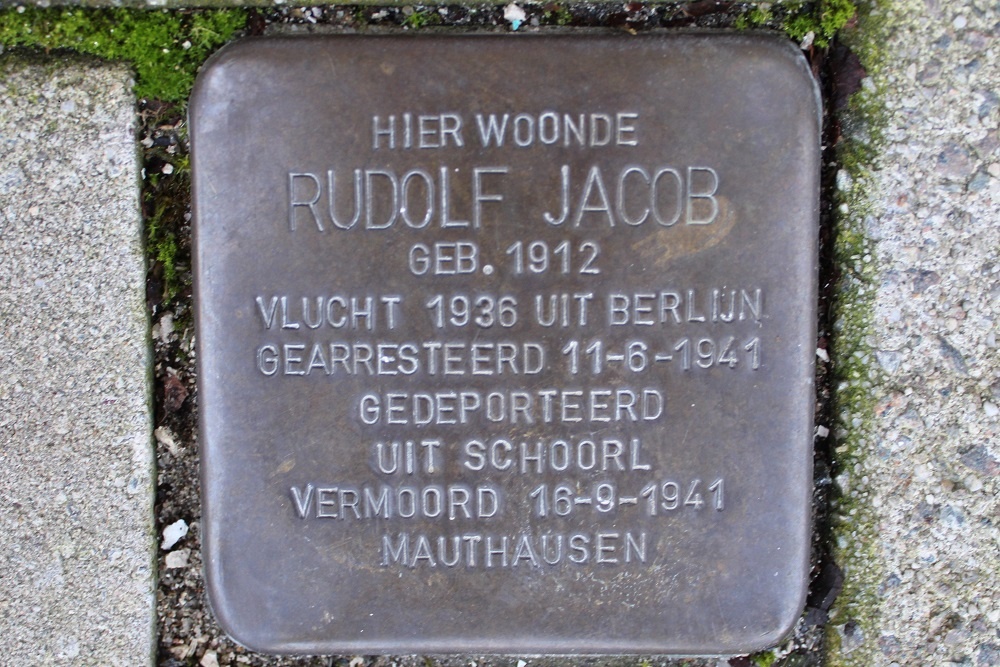 HIER WOONDE
RUDOLF JACOB
GEB. 1912
VLUCHT 1936 UIT BERLIJN
GEARRESTEERD 11-6-1941
GEDEPORTEERD
UIT SCHOORL
VERMOORD 16-9-1941
MAUTHAUSEN